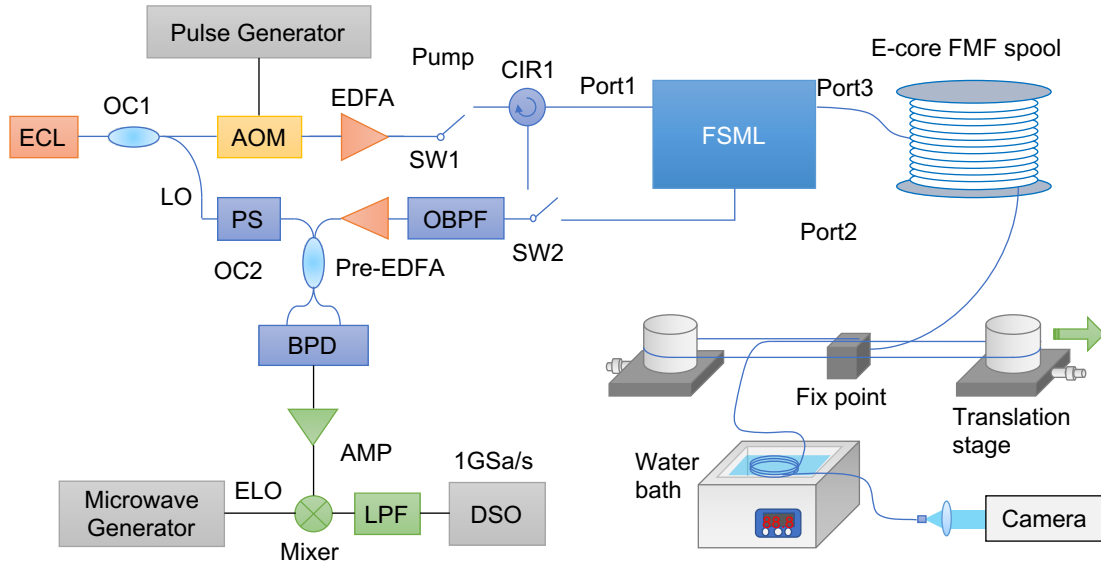 Pulse Generator
Pump
CIR1
Port1
Port3
E-core FMF spool
OC1
EDFA
ECL
AOM
SW1
FSML
LO
PS
OBPF
SW2
Port2
OC2
Pre-EDFA
BPD
Fix point
Translation
stage
AMP
1GSa/s
Water
bath
Microwave
Generator
ELO
LPF
DSO
Mixer
Camera